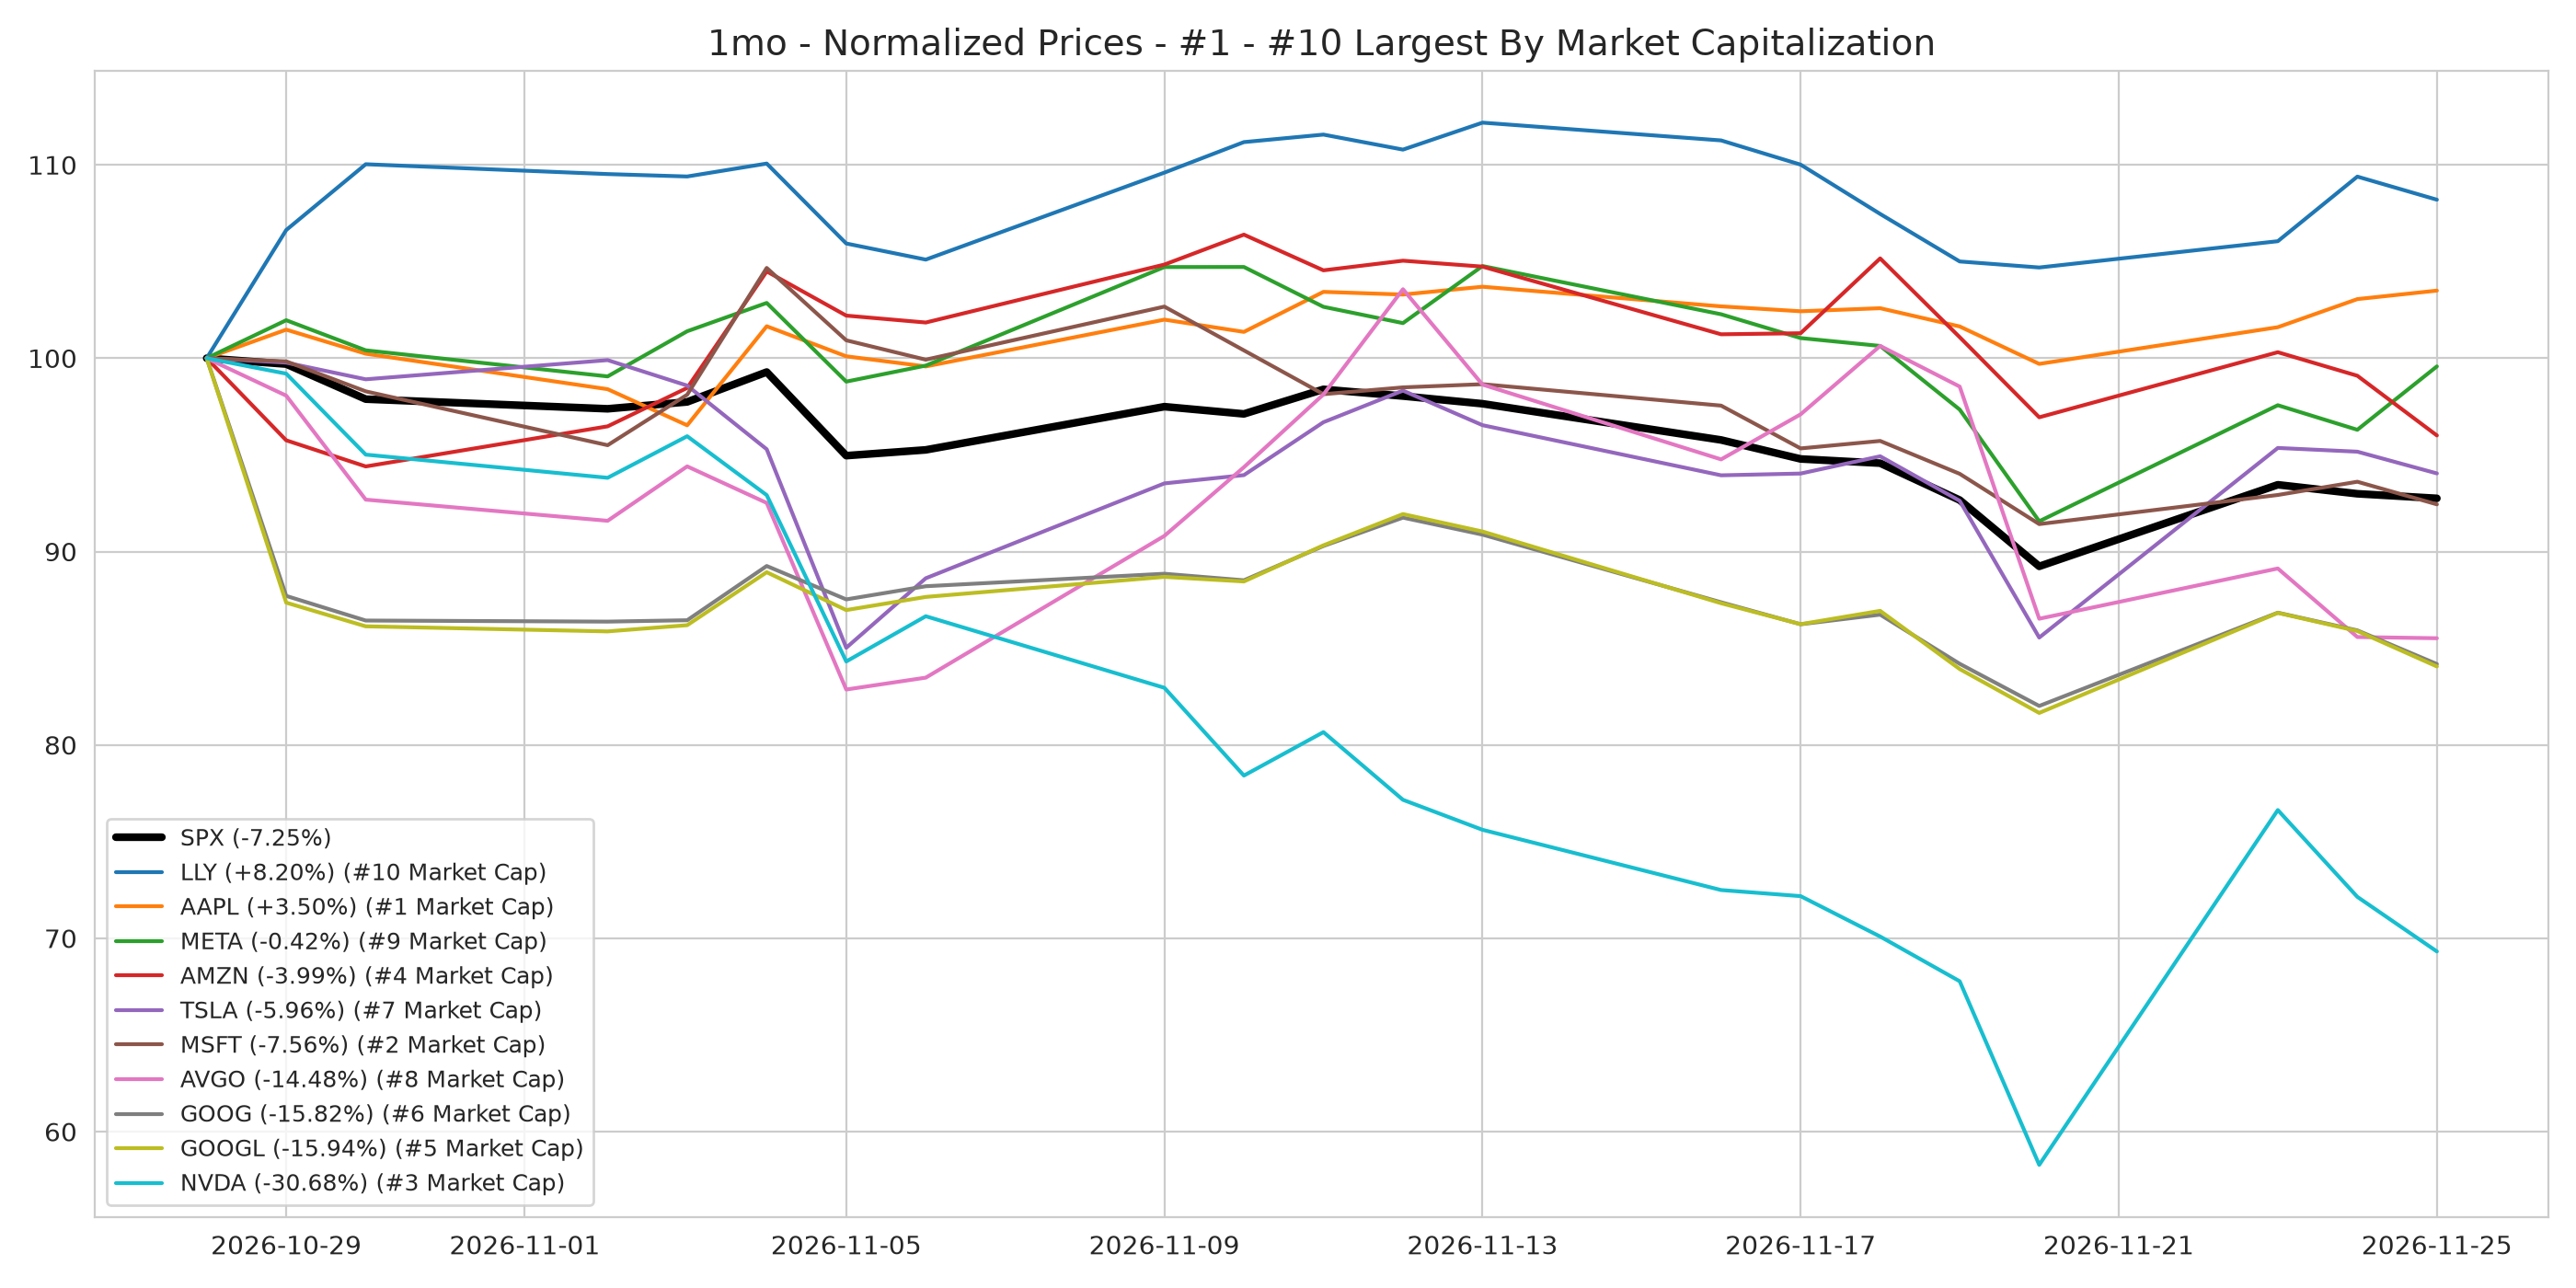 1mo - Normalized Prices - #1 - #10 Largest By Market Capitalization
110
100
90
80
70
60
SPX (-7.25%)
LLY (+8.20%) (#10 Market Cap)
AAPL (+3.50%) (#1 Market Cap)
META (-0.42%) (#9 Market Cap)
AMZN (-3.99%) (#4 Market Cap)
TSLA (-5.96%) (#7 Market Cap)
MSFT (-7.56%) (#2 Market Cap)
AVGO (-14.48%) (#8 Market Cap)
GOOG (-15.82%) (#6 Market Cap)
GOOGL (-15.94%) (#5 Market Cap)
NVDA (-30.68%) (#3 Market Cap)
2026-10-29 2026-11-01 2026-11-05 2026-11-09 2026-11-13 2026-11-17 2026-11-21 2026-11-25